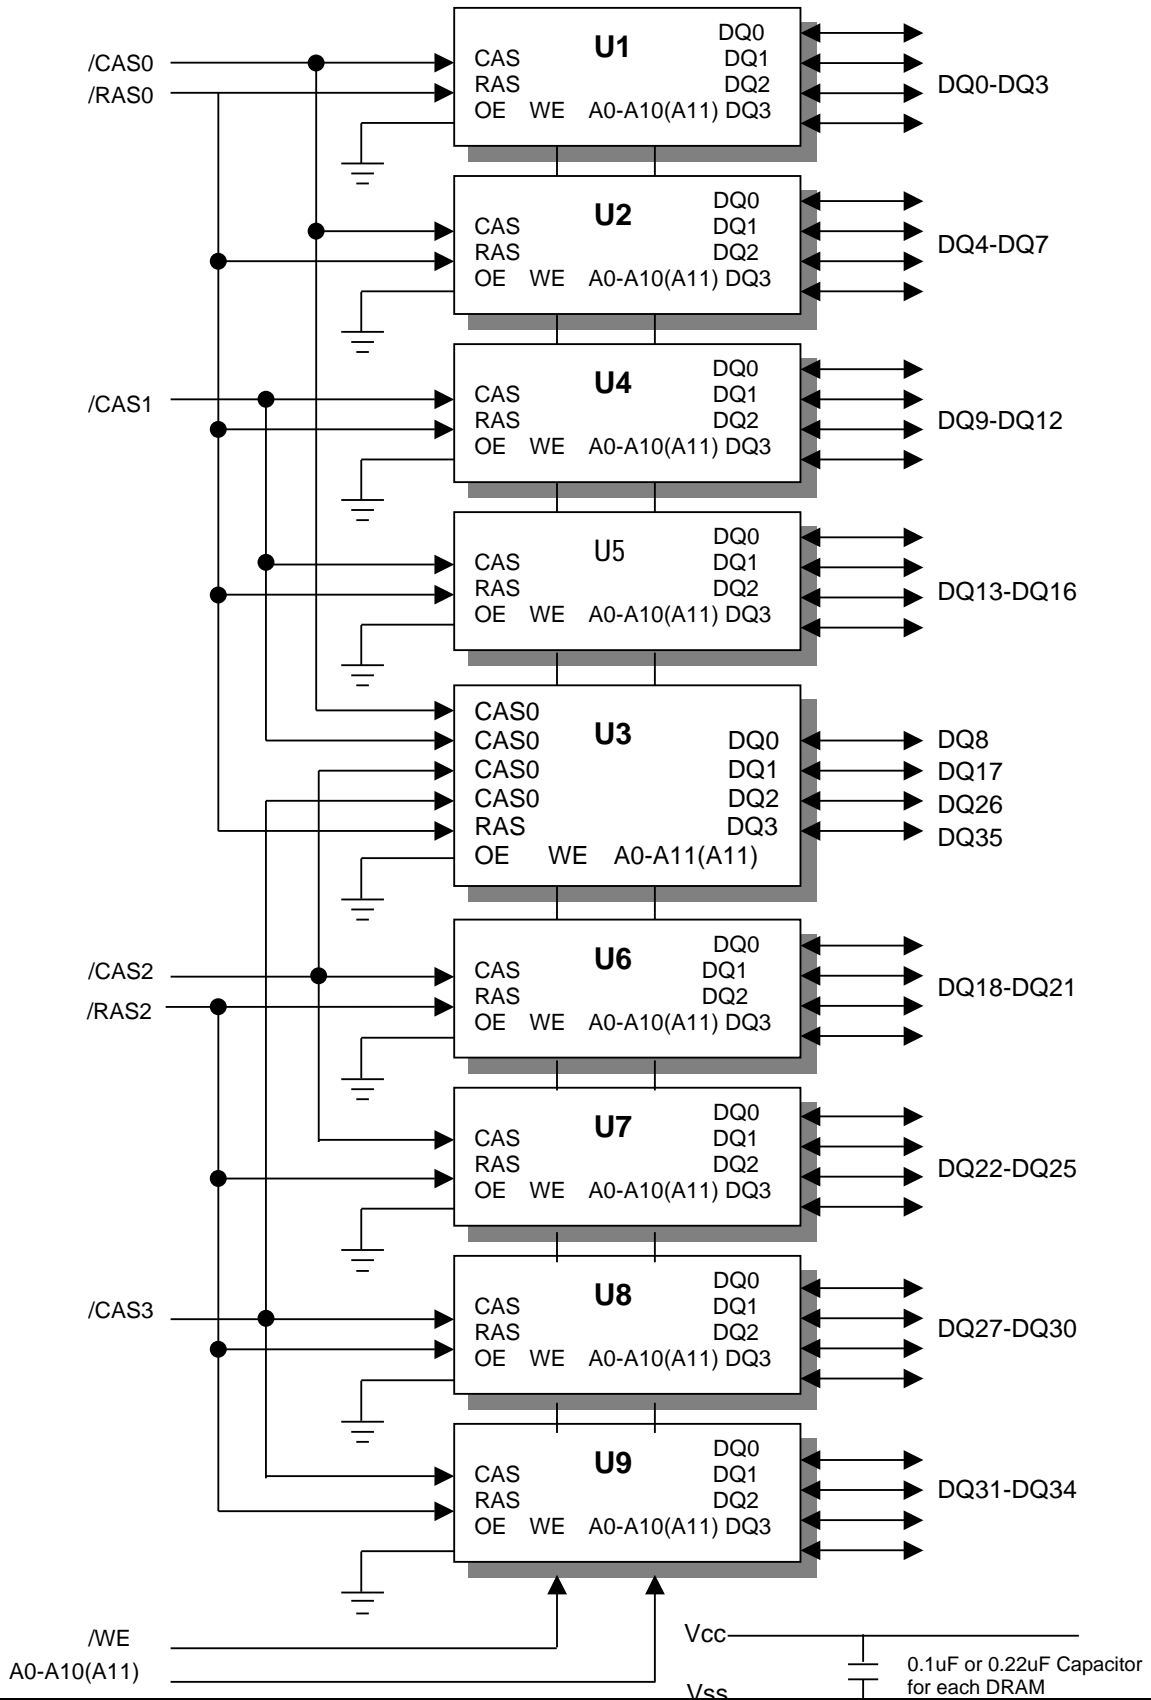 /CAS0
/RAS0
U1
CAS
RAS
OE WE A0-A10(A11) DQ3
DQ0
DQ1
DQ2
DQ0-DQ3
U2
CAS
RAS
OE WE A0-A10(A11) DQ3
DQ0
DQ1
DQ2
DQ4-DQ7
/CAS1
U4
CAS
RAS
OE WE A0-A10(A11) DQ3
DQ0
DQ1
DQ2
DQ9-DQ12
U5
CAS
RAS
OE WE A0-A10(A11) DQ3
DQ0
DQ1
DQ2
DQ13-DQ16
U3
CAS0
CAS0
CAS0
CAS0
RAS
OE WE A0-A11(A11)
DQ0
DQ1
DQ2
DQ3
DQ8
DQ17
DQ26
DQ35
/CAS2
/RAS2
U6
CAS
RAS
OE WE A0-A10(A11) DQ3
DQ0
DQ1
DQ2
DQ18-DQ21
U7
CAS
RAS
OE WE A0-A10(A11) DQ3
DQ0
DQ1
DQ2
DQ22-DQ25
/CAS3
U8
CAS
RAS
OE WE A0-A10(A11) DQ3
DQ0
DQ1
DQ2
DQ27-DQ30
U9
CAS
RAS
OE WE A0-A10(A11) DQ3
DQ0
DQ1
DQ2
DQ31-DQ34
/WE
A0-A10(A11)
Vcc
0.1uF or 0.22uF Capacitor
for each DRAM
Vss